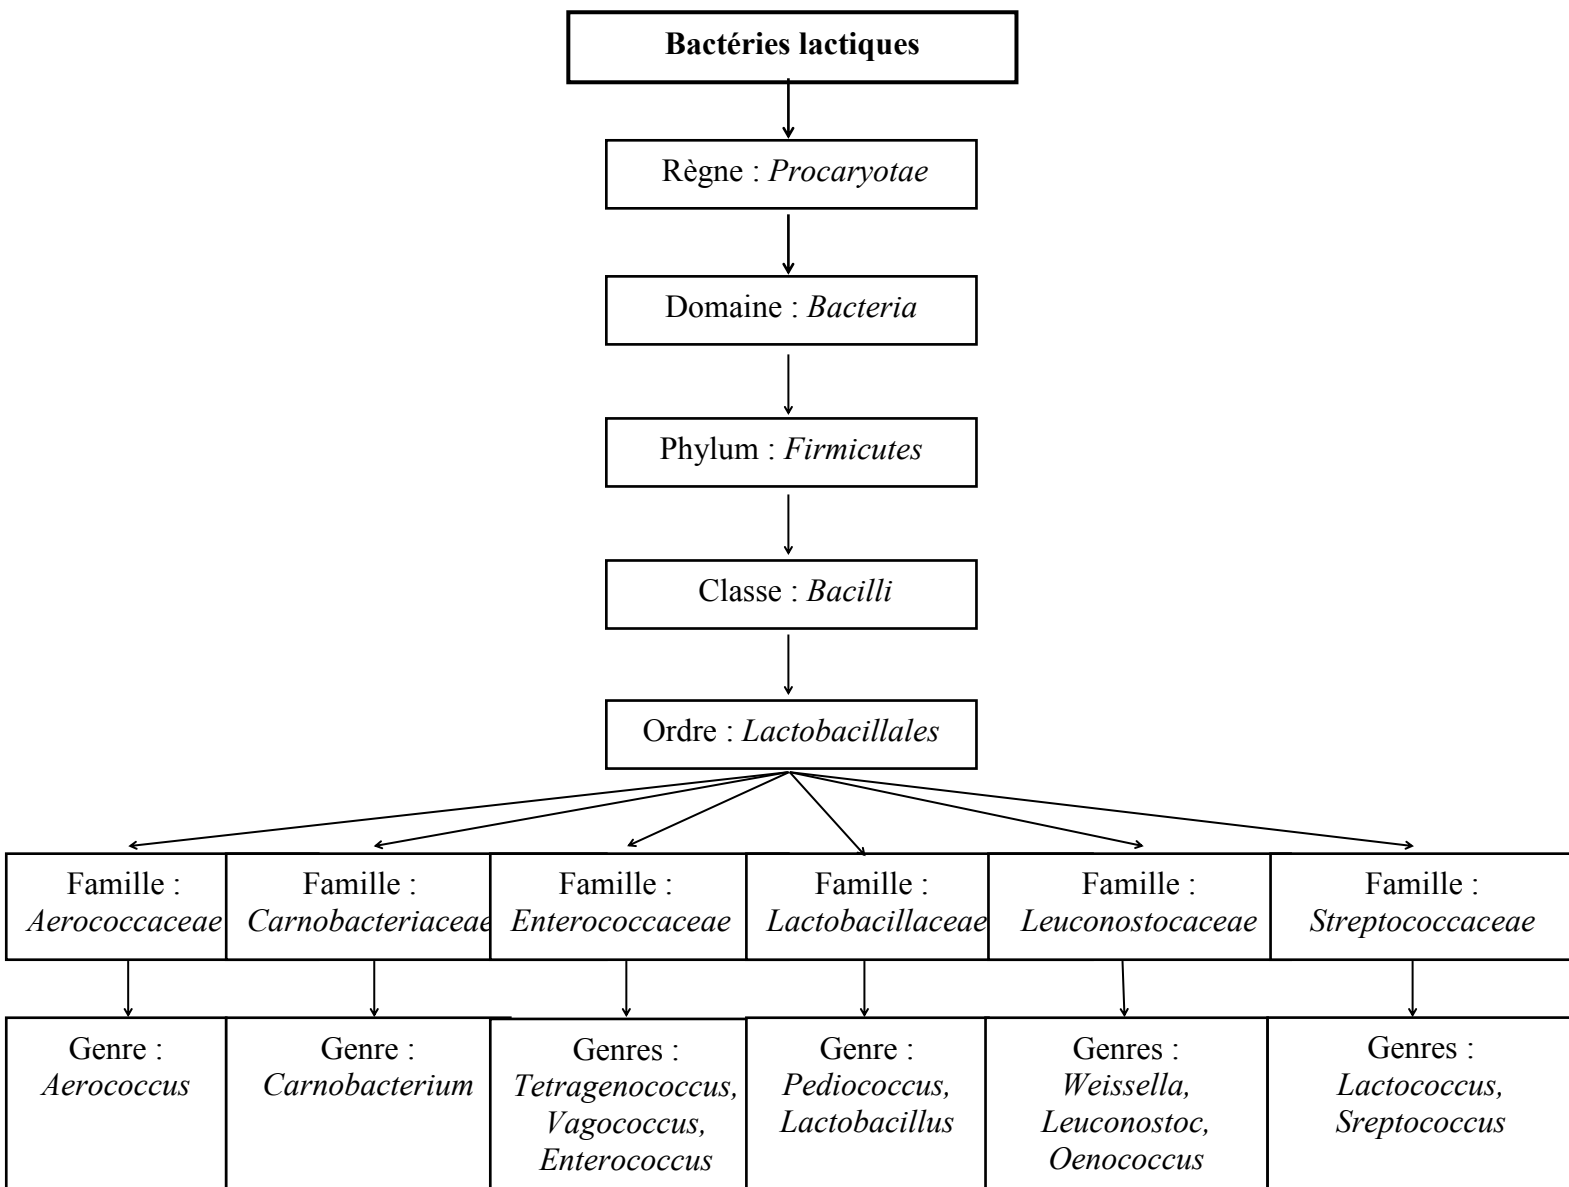 Bactéries lactiques
Règne : Procaryotae
Domaine : Bacteria
Phylum : Firmicutes
Classe : Bacilli
Ordre : Lactobacillales
Famille :
Aerococcaceae
Famille :
Carnobacteriaceae
Famille :
Enterococcaceae
Famille :
Lactobacillaceae
Famille :
Leuconostocaceae
Famille :
Streptococcaceae
Genre :
Aerococcus
Genre :
Carnobacterium
Genres :
Tetragenococcus,
Vagococcus,
Enterococcus
Genre :
Pediococcus,
Lactobacillus
Genres :
Weissella,
Leuconostoc,
Oenococcus
Genres :
Lactococcus,
Sreptococcus